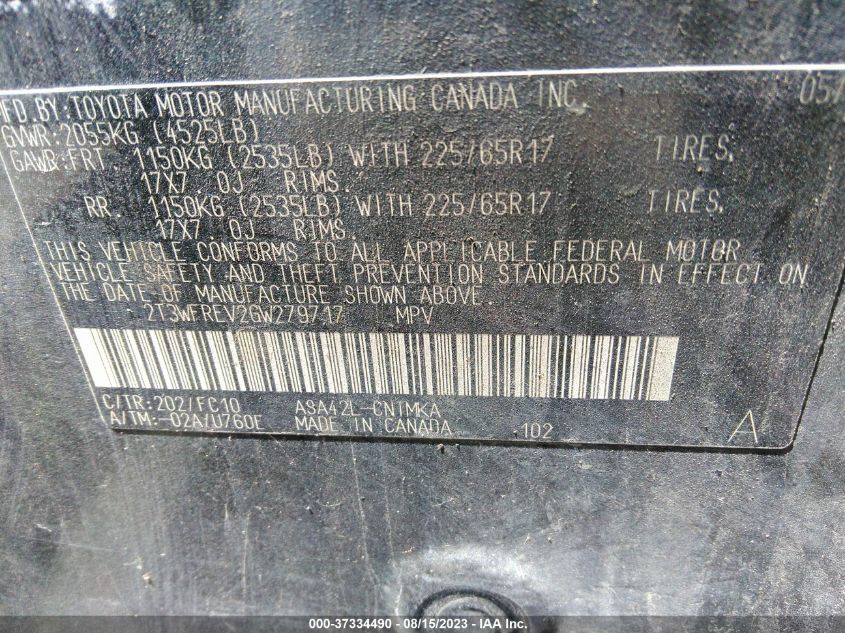 MFD.BY:TOYOTA MOTOR MANUFACTURING CANADA INC. 05/
GVWR:2055KG (4525LB)
GAWR:FRT. 1150KG (2535LB) WITH 225/65R17 TIRES.
17X7.0J RIMS.
RR. 1150KG (2535LB) WITH 225/65R17 TIRES.
17X7.0J RIMS.
THIS VEHICLE CONFORMS TO ALL APPLICABLE FEDERAL MOTOR
VEHICLE SAFETY AND THEFT PREVENTION STANDARDS IN EFFECT ON
THE DATE OF MANUFACTURE SHOWN ABOVE.
2T3WFREV2GW279717 MPV
C/TR:202/FC10 ASA42L-CNTMKA
A/TM:-02A/U760E MADE IN CANADA 102 A
000-37334490 - 08/15/2023 - © IAA Inc.